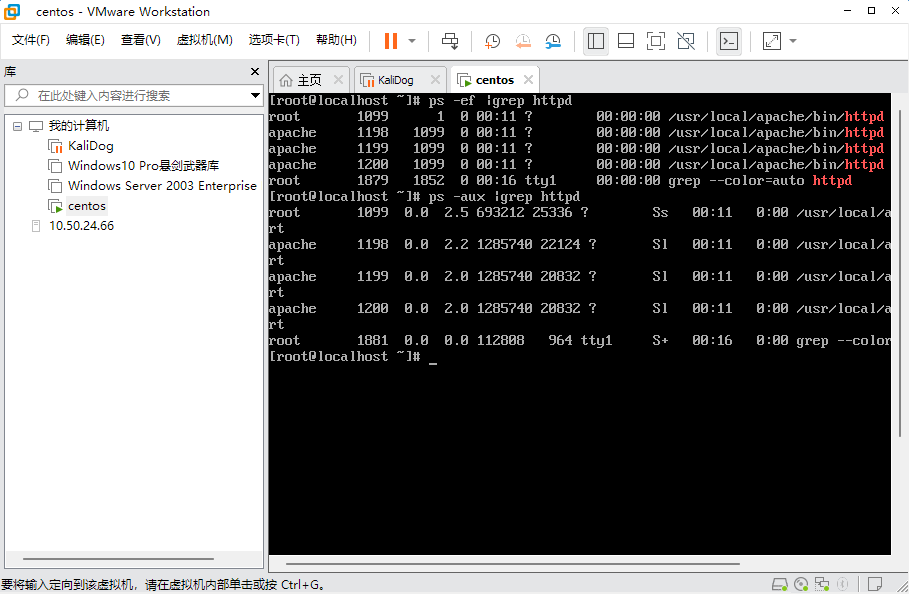 centos - VMware Workstation
文件(F) 编辑(E) 查看(V) 虚拟机(M) 选项卡(T) 帮助(H)
库
在此处键入内容进行搜索
我的计算机
KaliDog
Windows10 Pro悬剑武器库
Windows Server 2003 Enterprise
centos
10.50.24.66
主页 KaliDog centos
[root@localhost ~]# ps -ef |grep httpd
root 1099 1 0 00:11 ? 00:00:00 /usr/local/apache/bin/httpd
apache 1198 1099 0 00:11 ? 00:00:00 /usr/local/apache/bin/httpd
apache 1199 1099 0 00:11 ? 00:00:00 /usr/local/apache/bin/httpd
apache 1200 1099 0 00:11 ? 00:00:00 /usr/local/apache/bin/httpd
root 1879 1852 0 00:16 tty1 00:00:00 grep --color=auto httpd
[root@localhost ~]# ps -aux |grep httpd
root 1099 0.0 2.5 693212 25336 ? Ss 00:11 0:00 /usr/local/a
rt
apache 1198 0.0 2.2 1285740 22124 ? Sl 00:11 0:00 /usr/local/a
rt
apache 1199 0.0 2.0 1285740 20832 ? Sl 00:11 0:00 /usr/local/a
rt
apache 1200 0.0 2.0 1285740 20832 ? Sl 00:11 0:00 /usr/local/a
rt
root 1881 0.0 0.0 112808 964 tty1 S+ 00:16 0:00 grep --color
[root@localhost ~]# _
要将输入定向到该虚拟机，请在虚拟机内部单击或按 Ctrl+G。